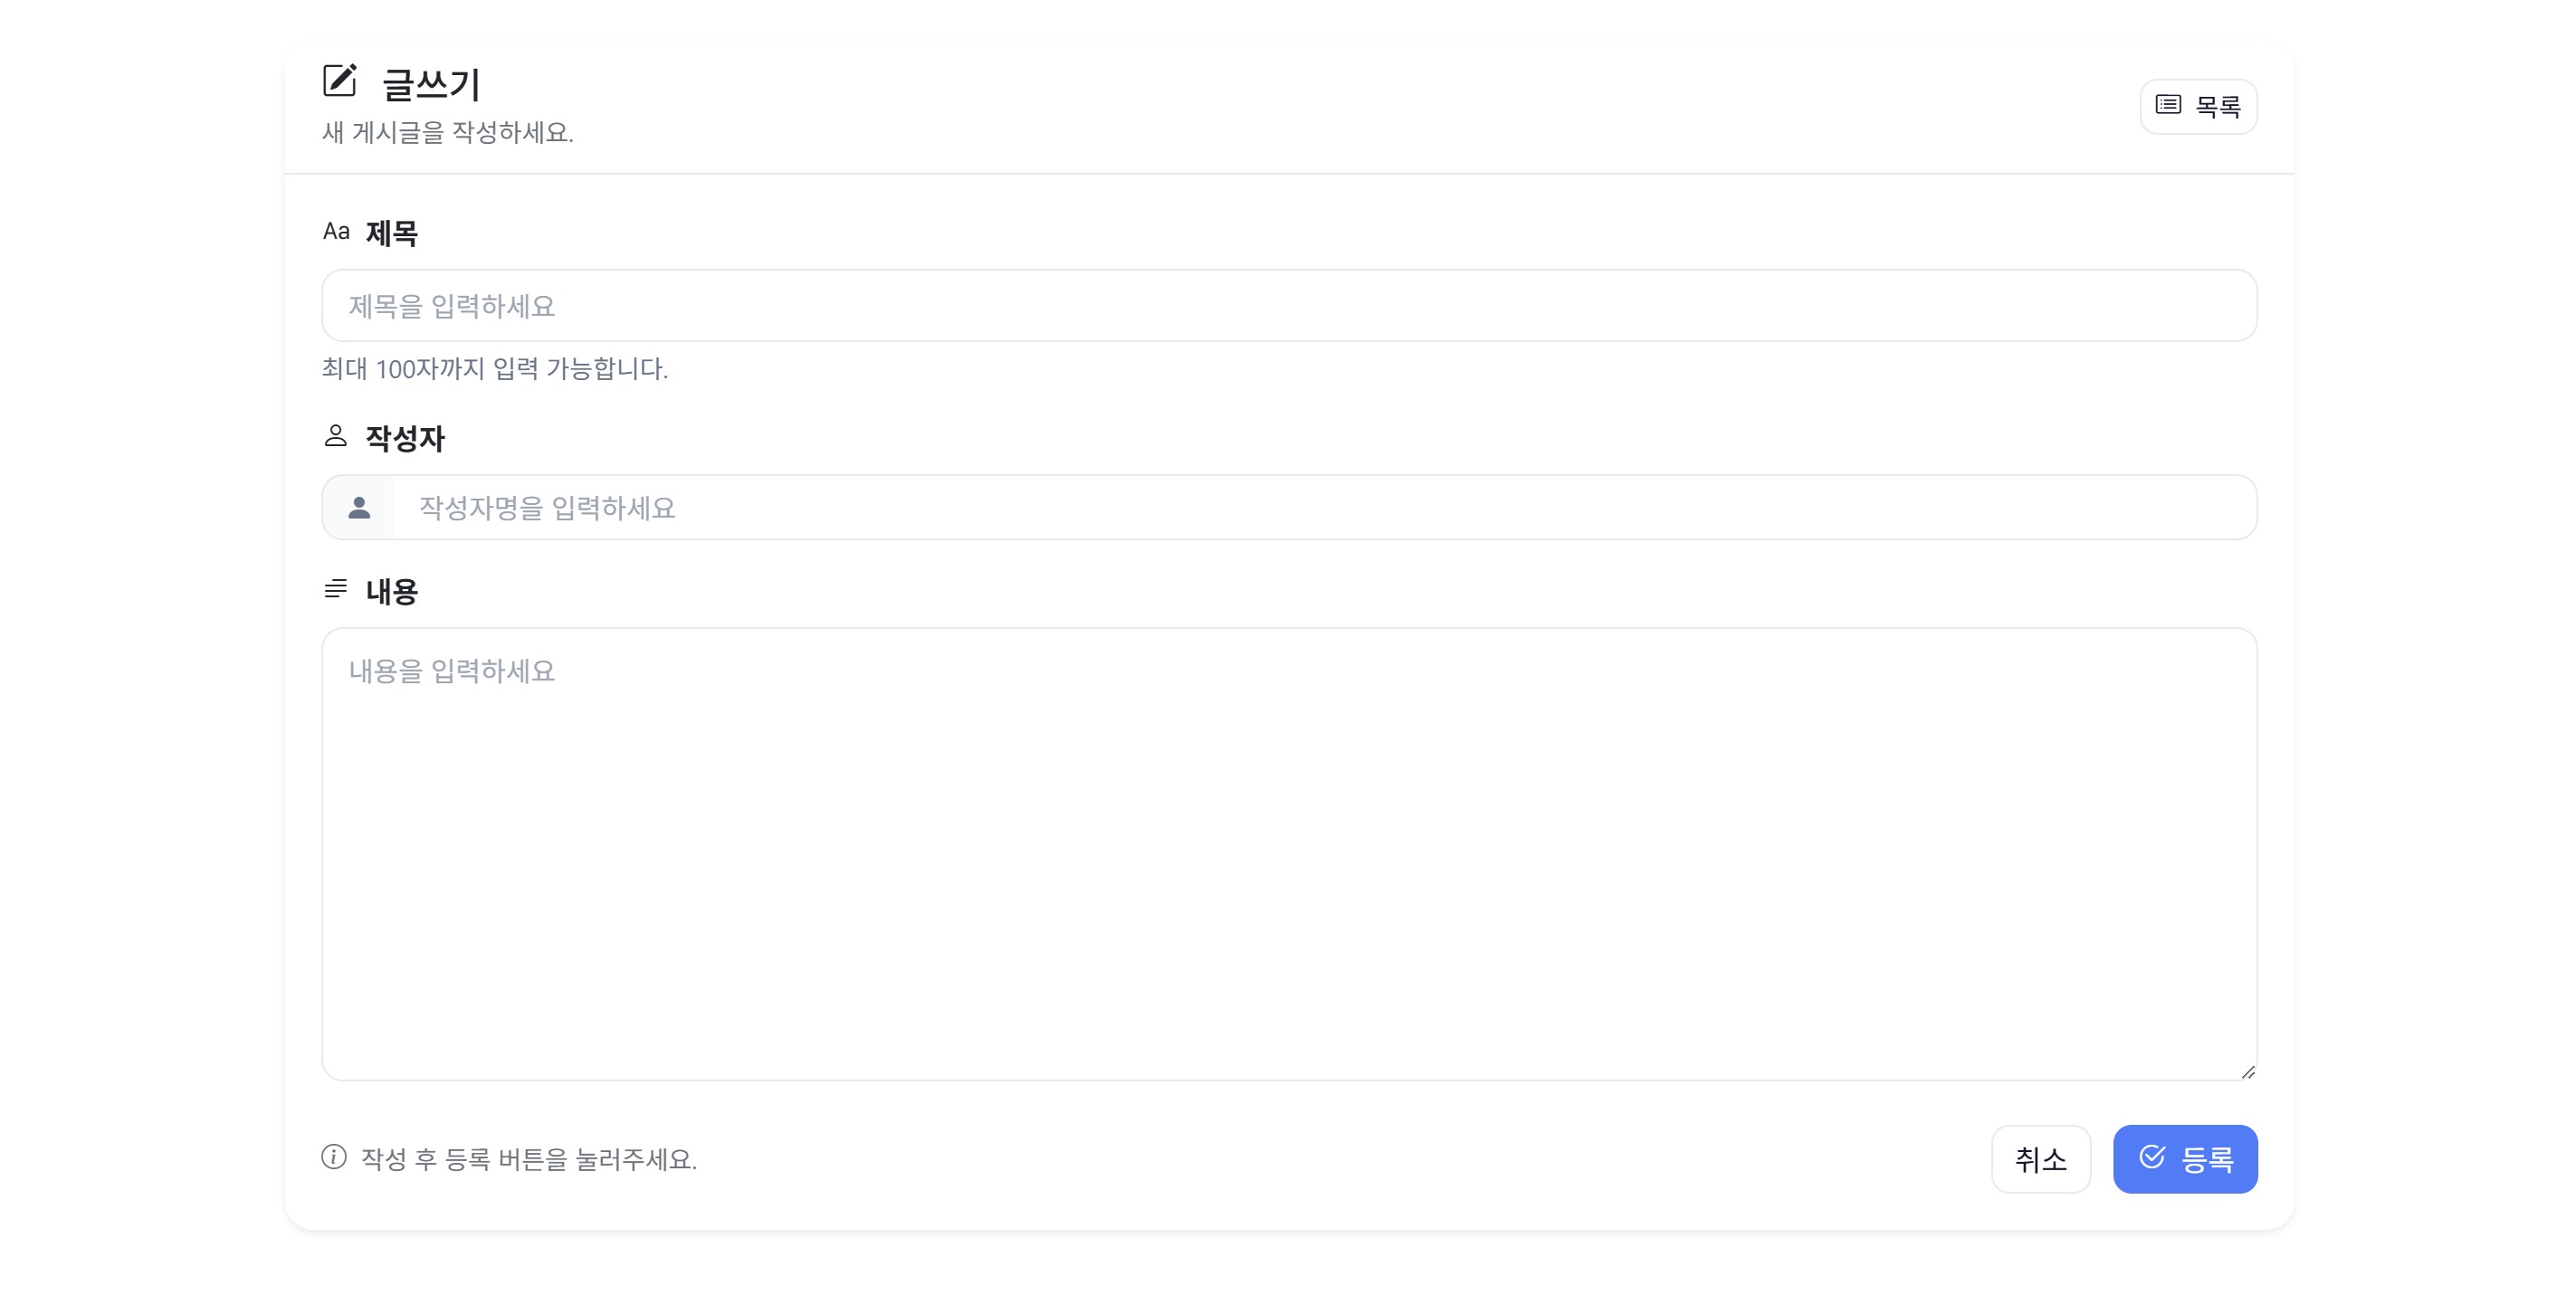 글쓰기
새 게시글을 작성하세요.
목록
Aa 제목
제목을 입력하세요
최대 100자까지 입력 가능합니다.
작성자
작성자명을 입력하세요
내용
내용을 입력하세요
작성 후 등록 버튼을 눌러주세요.
취소
등록